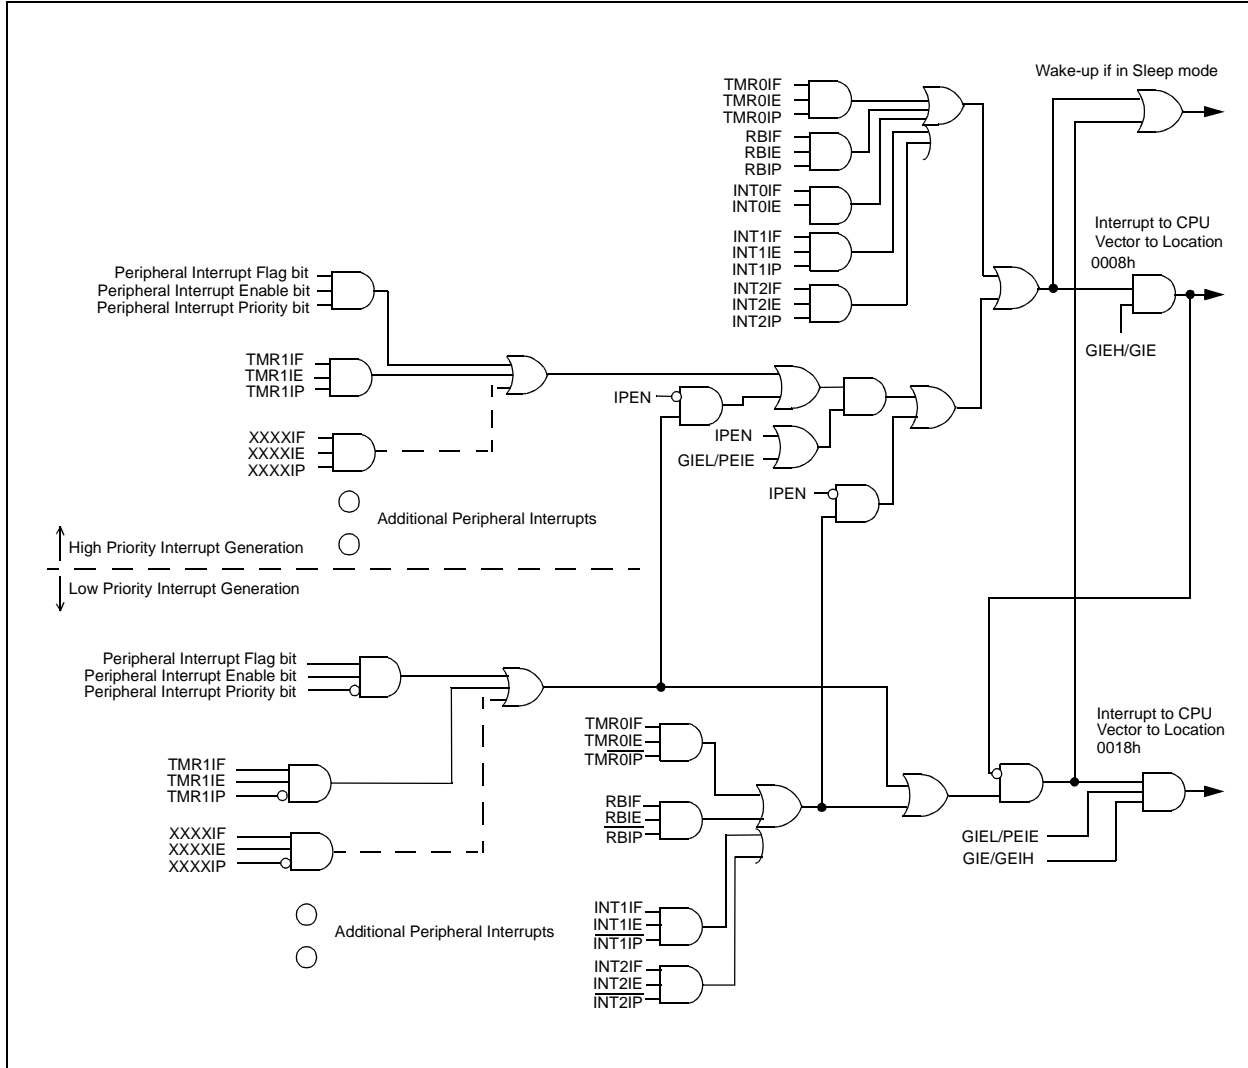 Wake-up if in Sleep mode
TMR0IF
TMR0IE
TMR0IP
RBIF
RBIE
RBIP
INT0IF
INT0IE
INT1IF
INT1IE
INT1IP
INT2IF
INT2IE
INT2IP
Interrupt to CPU
Vector to Location
0008h
GIEH/GIE
Peripheral Interrupt Flag bit
Peripheral Interrupt Enable bit
Peripheral Interrupt Priority bit
TMR1IF
TMR1IE
TMR1IP
XXXXIF
XXXXIE
XXXXIP
IPEN
IPEN
GIEL/PEIE
IPEN
Additional Peripheral Interrupts
High Priority Interrupt Generation
Low Priority Interrupt Generation
Peripheral Interrupt Flag bit
Peripheral Interrupt Enable bit
Peripheral Interrupt Priority bit
TMR1IF
TMR1IE
TMR1IP
XXXXIF
XXXXIE
XXXXIP
Additional Peripheral Interrupts
TMR0IF
TMR0IE
TMR0IP
RBIF
RBIE
RBIP
INT1IF
INT1IE
INT1IP
INT2IF
INT2IE
INT2IP
Interrupt to CPU
Vector to Location
0018h
GIEL/PEIE
GIE/GEIH